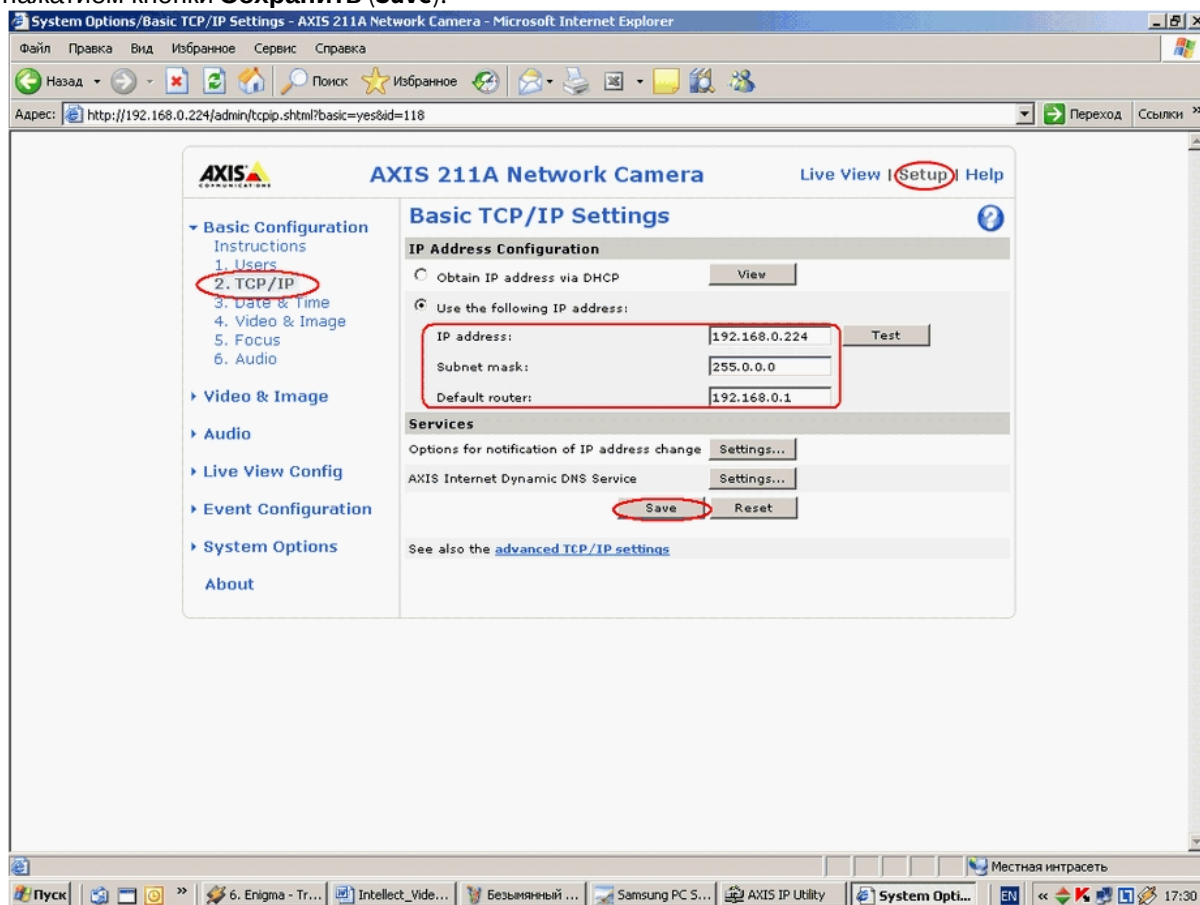 нажатием кнопки Сохранить (Save).
System Options/Basic TCP/IP Settings - AXIS 211A Network Camera - Microsoft Internet Explorer
Файл Правка Вид Избранное Сервис Справка
Назад Поиск Избранное
Адрес: http://192.168.0.224/admin/tcpip.shtml?basic=yes&id=118 Переход Ссылки »
AXIS COMMUNICATIONS
AXIS 211A Network Camera
Live View | Setup | Help
Basic Configuration
Instructions
1. Users
2. TCP/IP
3. Date & Time
4. Video & Image
5. Focus
6. Audio
Video & Image
Audio
Live View Config
Event Configuration
System Options
About
Basic TCP/IP Settings
IP Address Configuration
Obtain IP address via DHCP View
Use the following IP address:
IP address: 192.168.0.224 Test
Subnet mask: 255.0.0.0
Default router: 192.168.0.1
Services
Options for notification of IP address change Settings...
AXIS Internet Dynamic DNS Service Settings...
Save Reset
See also the advanced TCP/IP settings
Местная интрасеть
Пуск » 6. Enigma - Tr... Intellect_Vide... Безымянный ... Samsung PC S... AXIS IP Utility System Opti... EN « 17:30